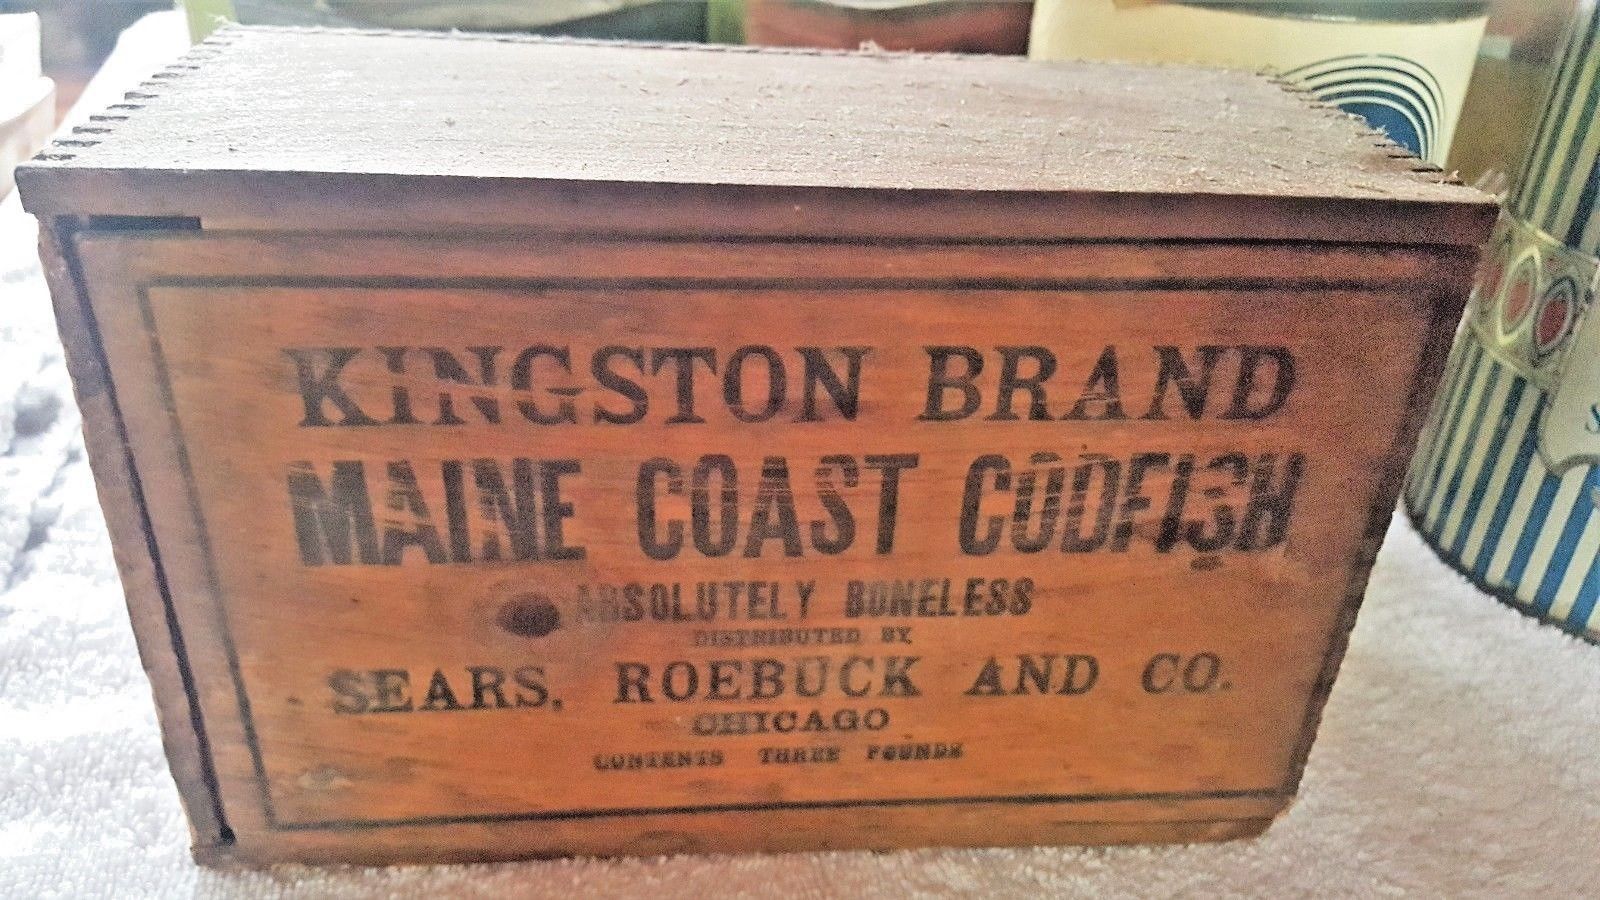 KINGSTON BRAND
MAINE COAST CODFISH
ABSOLUTELY BONELESS
DISTRIBUTED BY
SEARS, ROEBUCK AND CO.
CHICAGO
CONTENTS THREE POUNDS